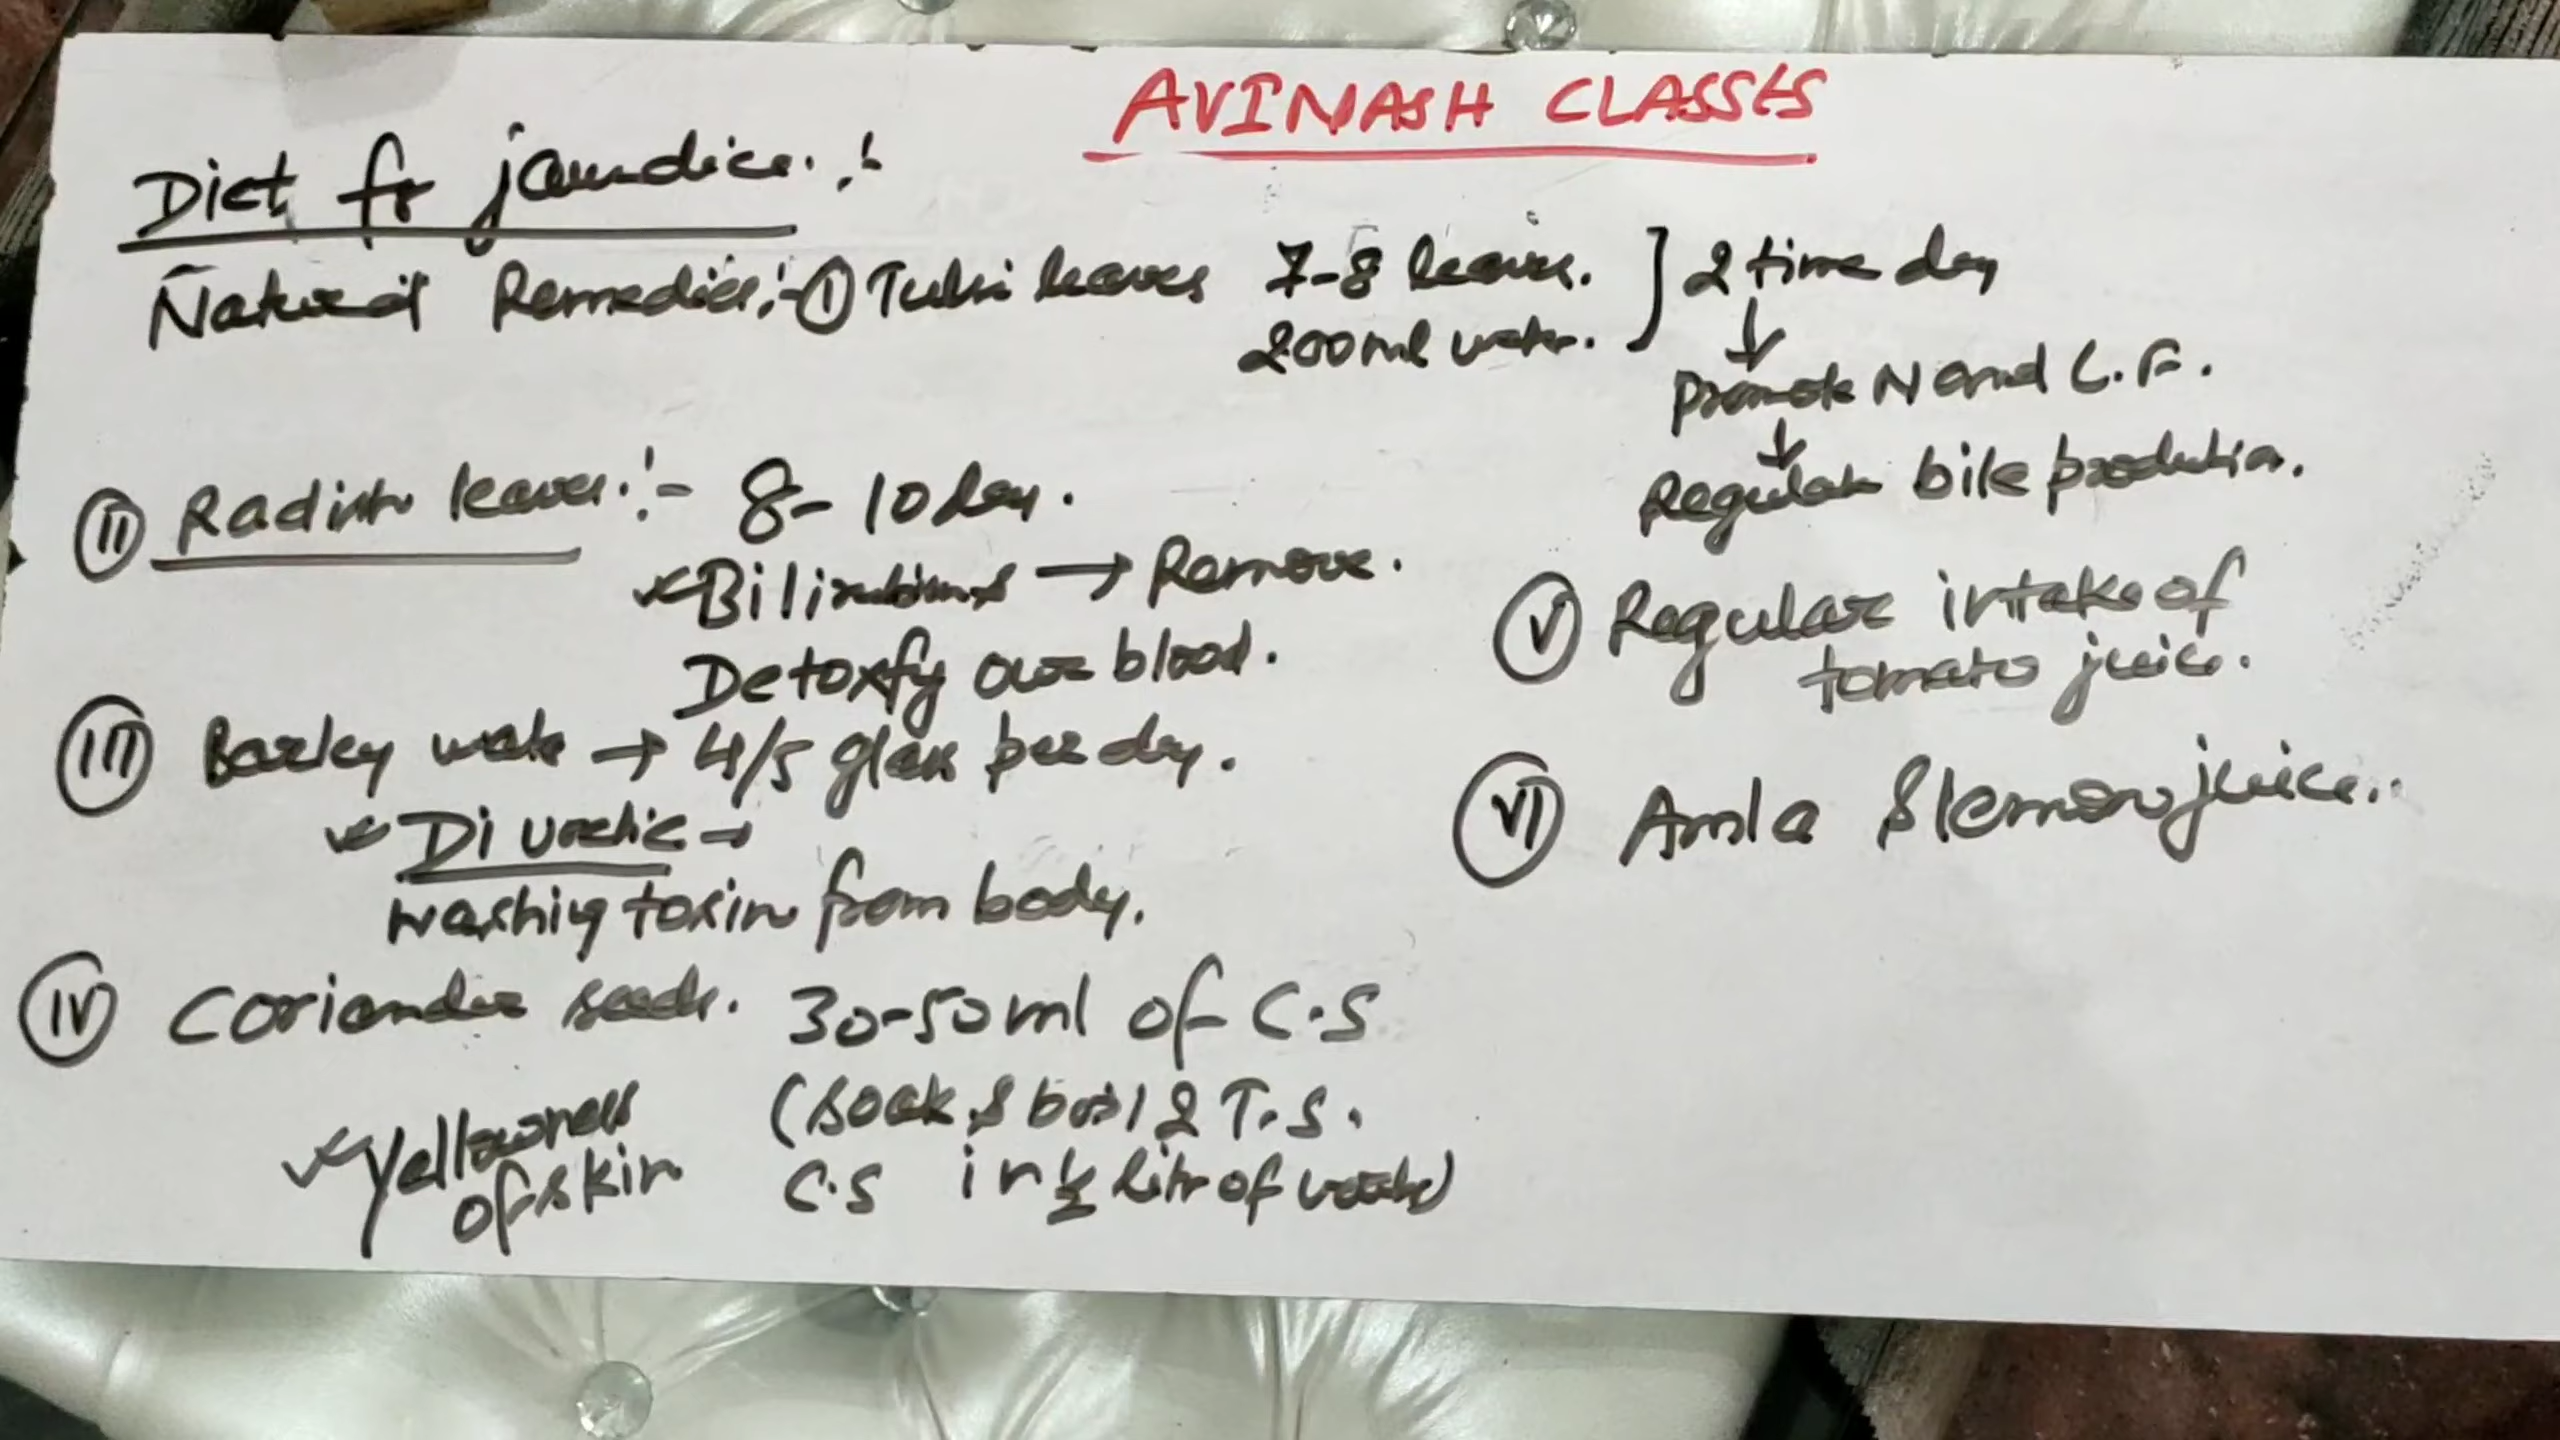 AVINASH CLASSES
Diet for jaundice :
Natural Remedies :- (I) Tulsi leaves 7-8 leaves. ] 2 time day
200ml water.
↓
Promote Normal L.F.
↓
Regular bile production.
(II) Radish leaves :- 8-10 day.
Bilirubins → Remove.
Detoxfy our blood.
(III) Barley water → 4/5 glass per day.
* Diuretic →
washing toxin from body.
(IV) Coriander seeds. 30-50ml of C.S
(soak & boil 2 T.S.
C.S in ½ litr of water)
Yellowness
of skin
(V) Regular intake of
tomato juice.
(VI) Amla & lemon juice.